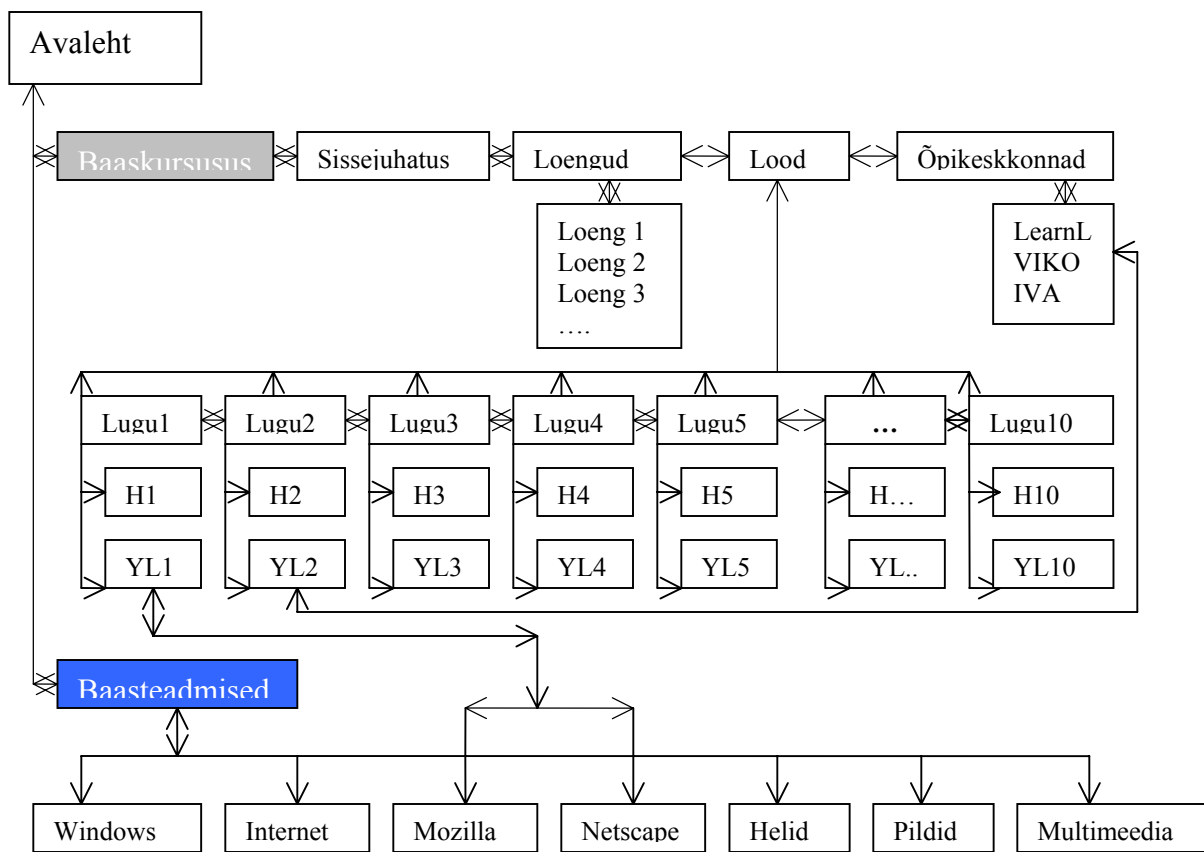 Avaleht
Baaskursusus
Sissejuhatus
Loengud
Lood
Õpikeskkonnad
Loeng 1
Loeng 2
Loeng 3
….
LearnL
VIKO
IVA
Lugu1
Lugu2
Lugu3
Lugu4
Lugu5
...
Lugu10
H1
H2
H3
H4
H5
H…
H10
YL1
YL2
YL3
YL4
YL5
YL..
YL10
Baasteadmised
Windows
Internet
Mozilla
Netscape
Helid
Pildid
Multimeedia